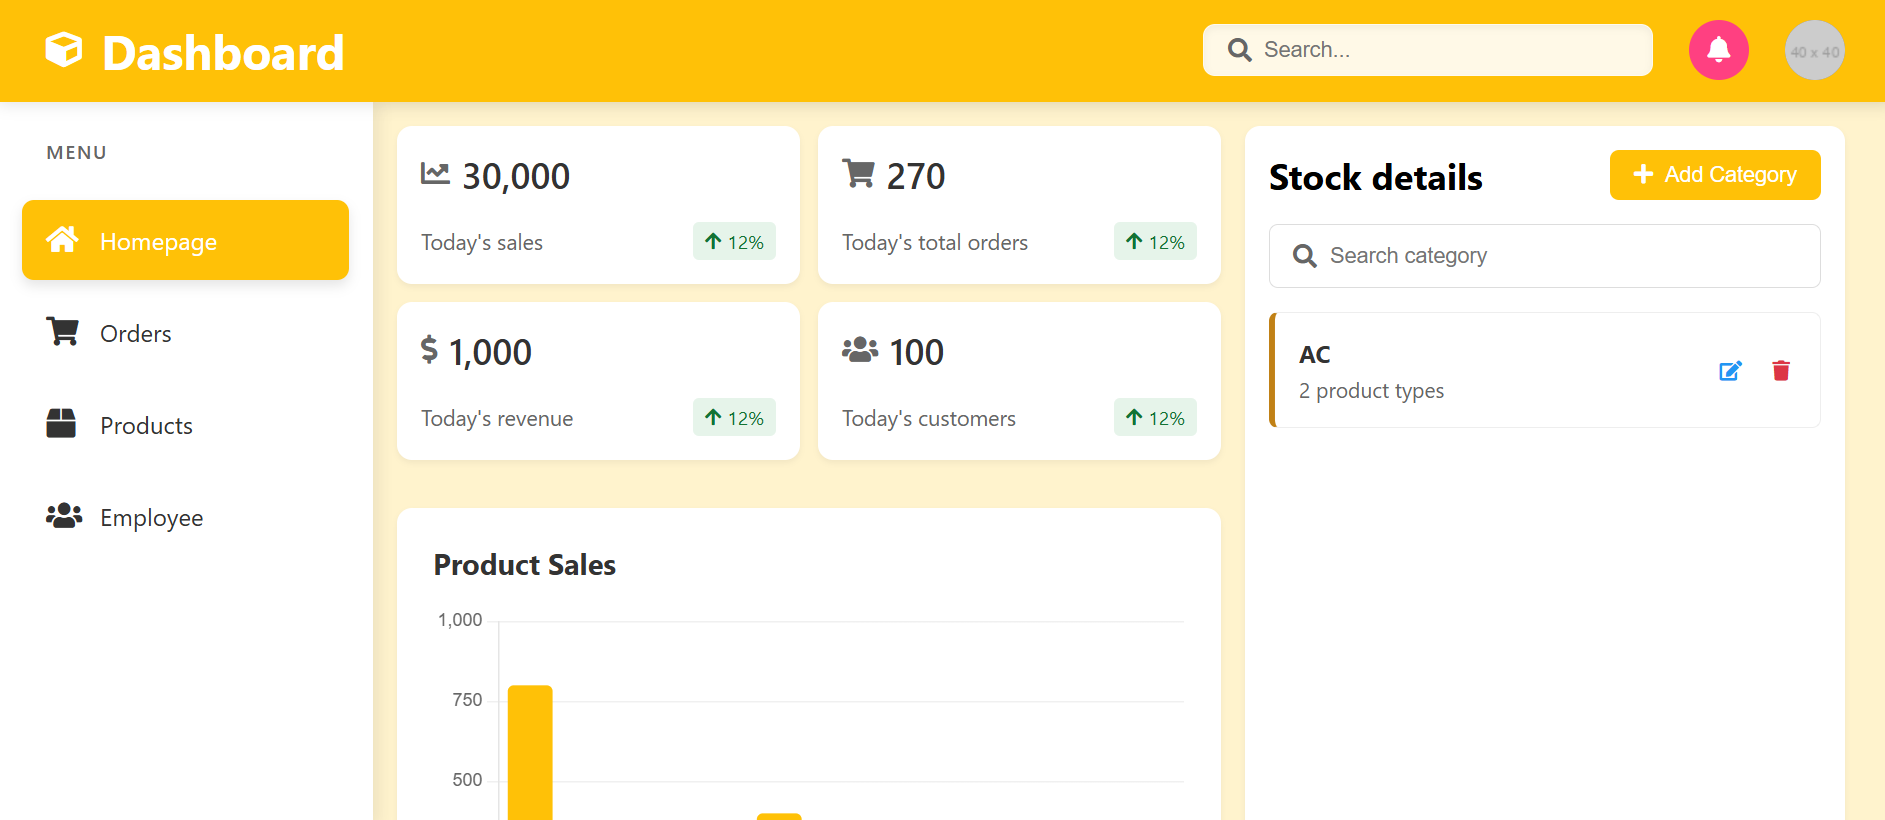 Dashboard
Search...
40 x 40
MENU
Homepage
Orders
Products
Employee
30,000
Today's sales
12%
270
Today's total orders
12%
$ 1,000
Today's revenue
12%
100
Today's customers
12%
Product Sales
1,000
750
500
Stock details
+ Add Category
Search category
AC
2 product types